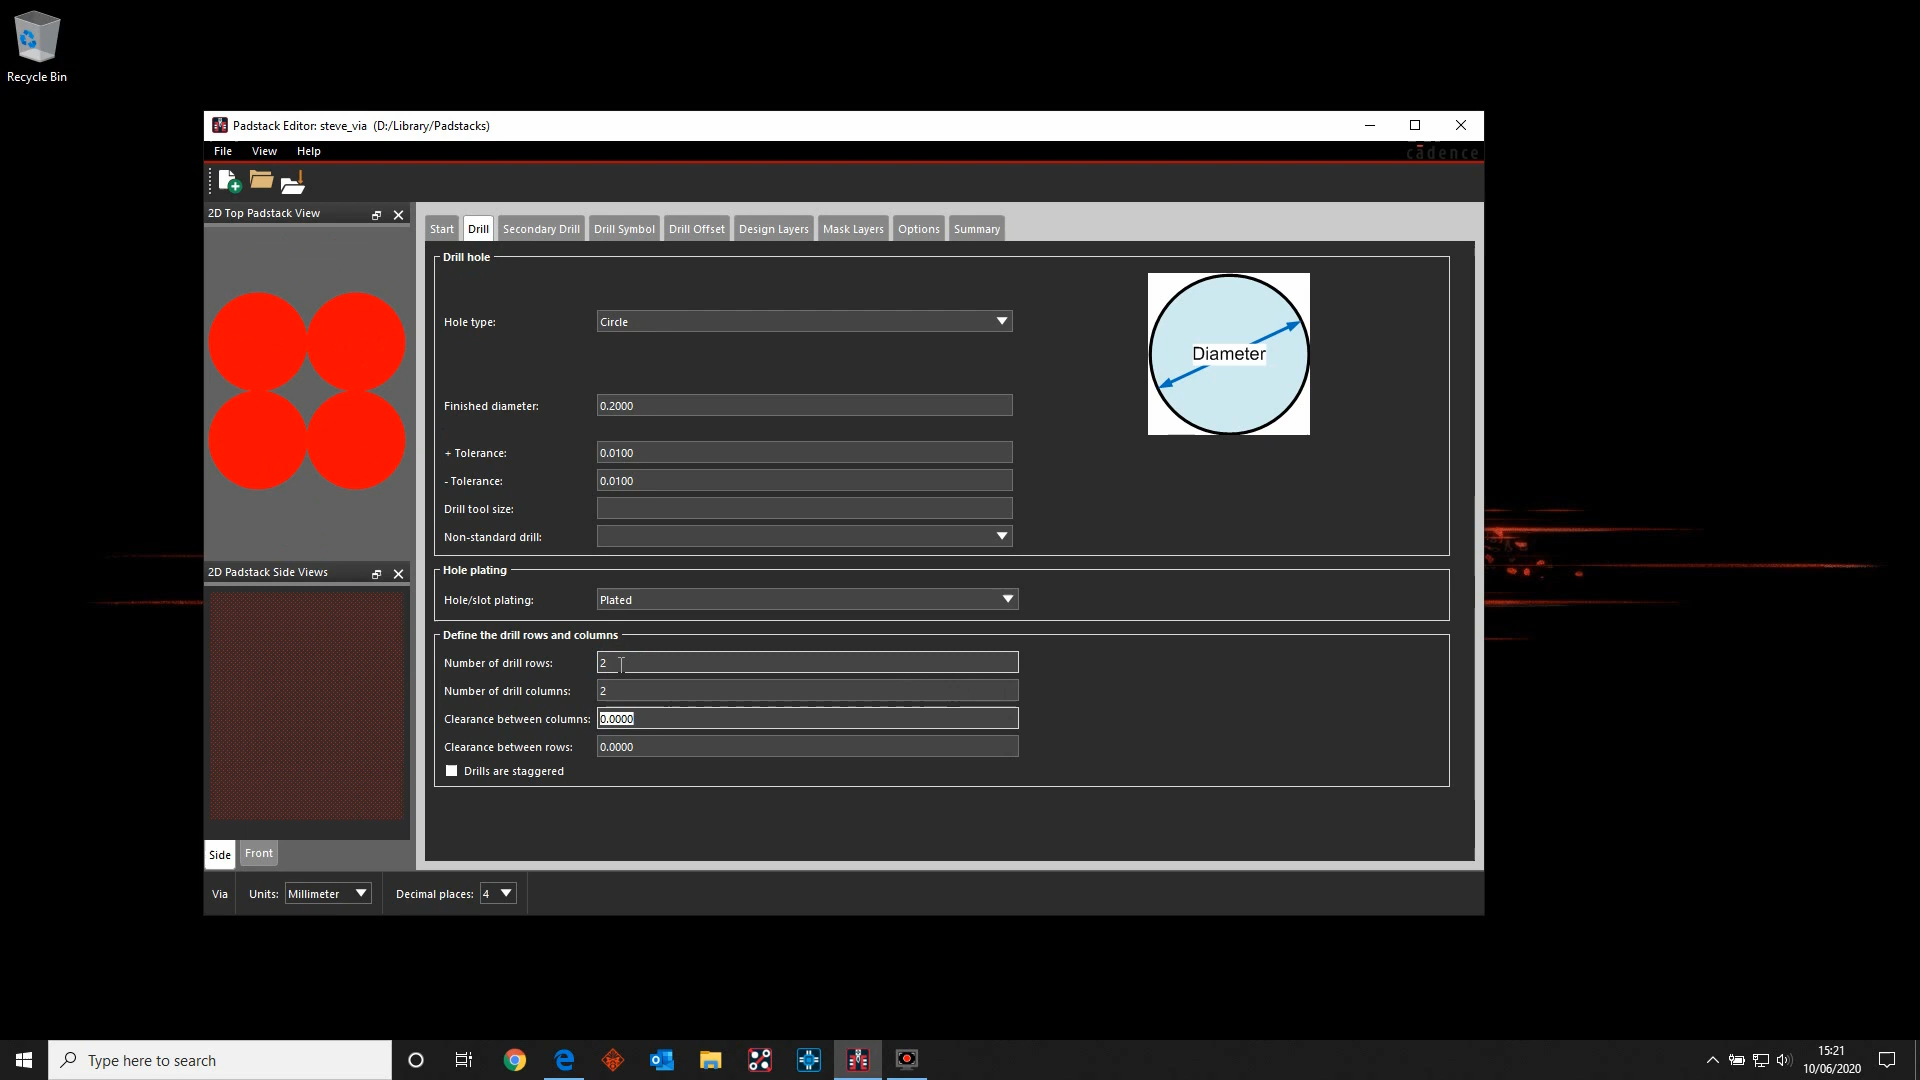 Recycle Bin
Padstack Editor: steve_via (D:/Library/Padstacks)
File View Help
cadence
2D Top Padstack View
Start Drill Secondary Drill Drill Symbol Drill Offset Design Layers Mask Layers Options Summary
Drill hole
Hole type: Circle
Diameter
Finished diameter: 0.2000
+ Tolerance: 0.0100
- Tolerance: 0.0100
Drill tool size:
Non-standard drill:
2D Padstack Side Views
Hole plating
Hole/slot plating: Plated
Define the drill rows and columns
Number of drill rows: 2
Number of drill columns: 2
Clearance between columns: 0.0000
Clearance between rows: 0.0000
Drills are staggered
Side Front
Via Units: Millimeter Decimal places: 4
Type here to search
15:21
10/06/2020